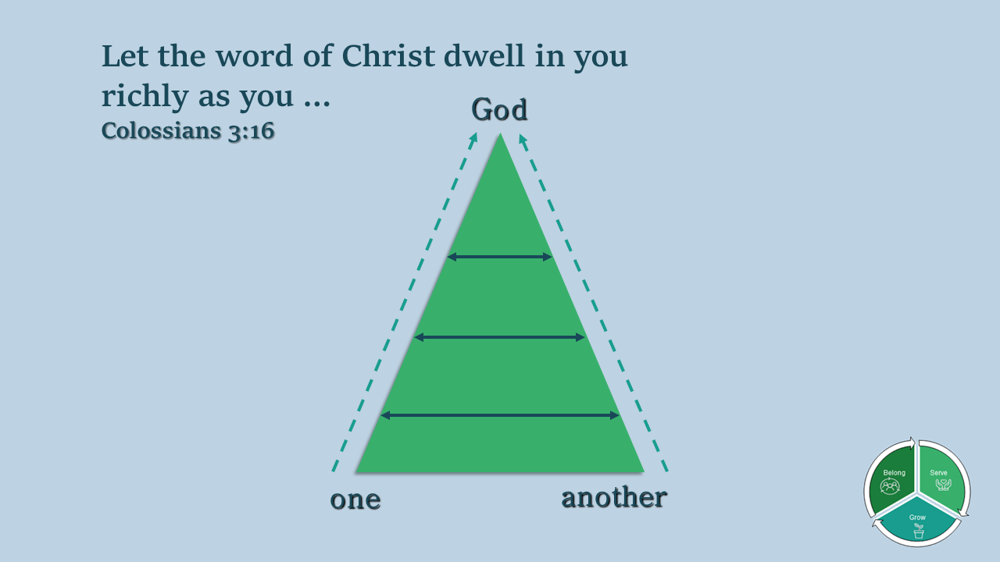 Let the word of Christ dwell in you
richly as you ...
Colossians 3:16
God
one
another
Belong
Serve
Grow